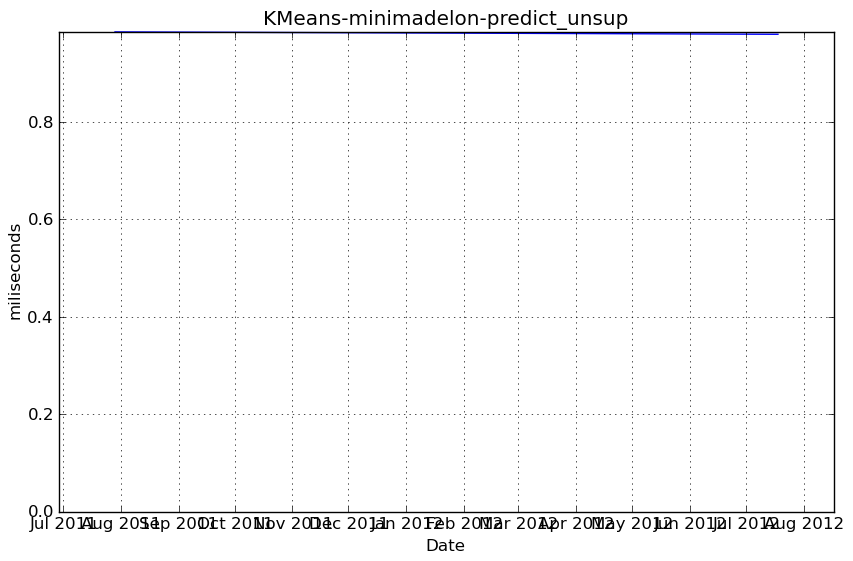 KMeans-minimadelon-predict_unsup
miliseconds
0.8
0.6
0.4
0.2
0.0
Jul 2011 Aug 2011 Sep 2011 Oct 2011 Nov 2011 Dec 2011 Jan 2012 Feb 2012 Mar 2012 Apr 2012 May 2012 Jun 2012 Jul 2012 Aug 2012
Date